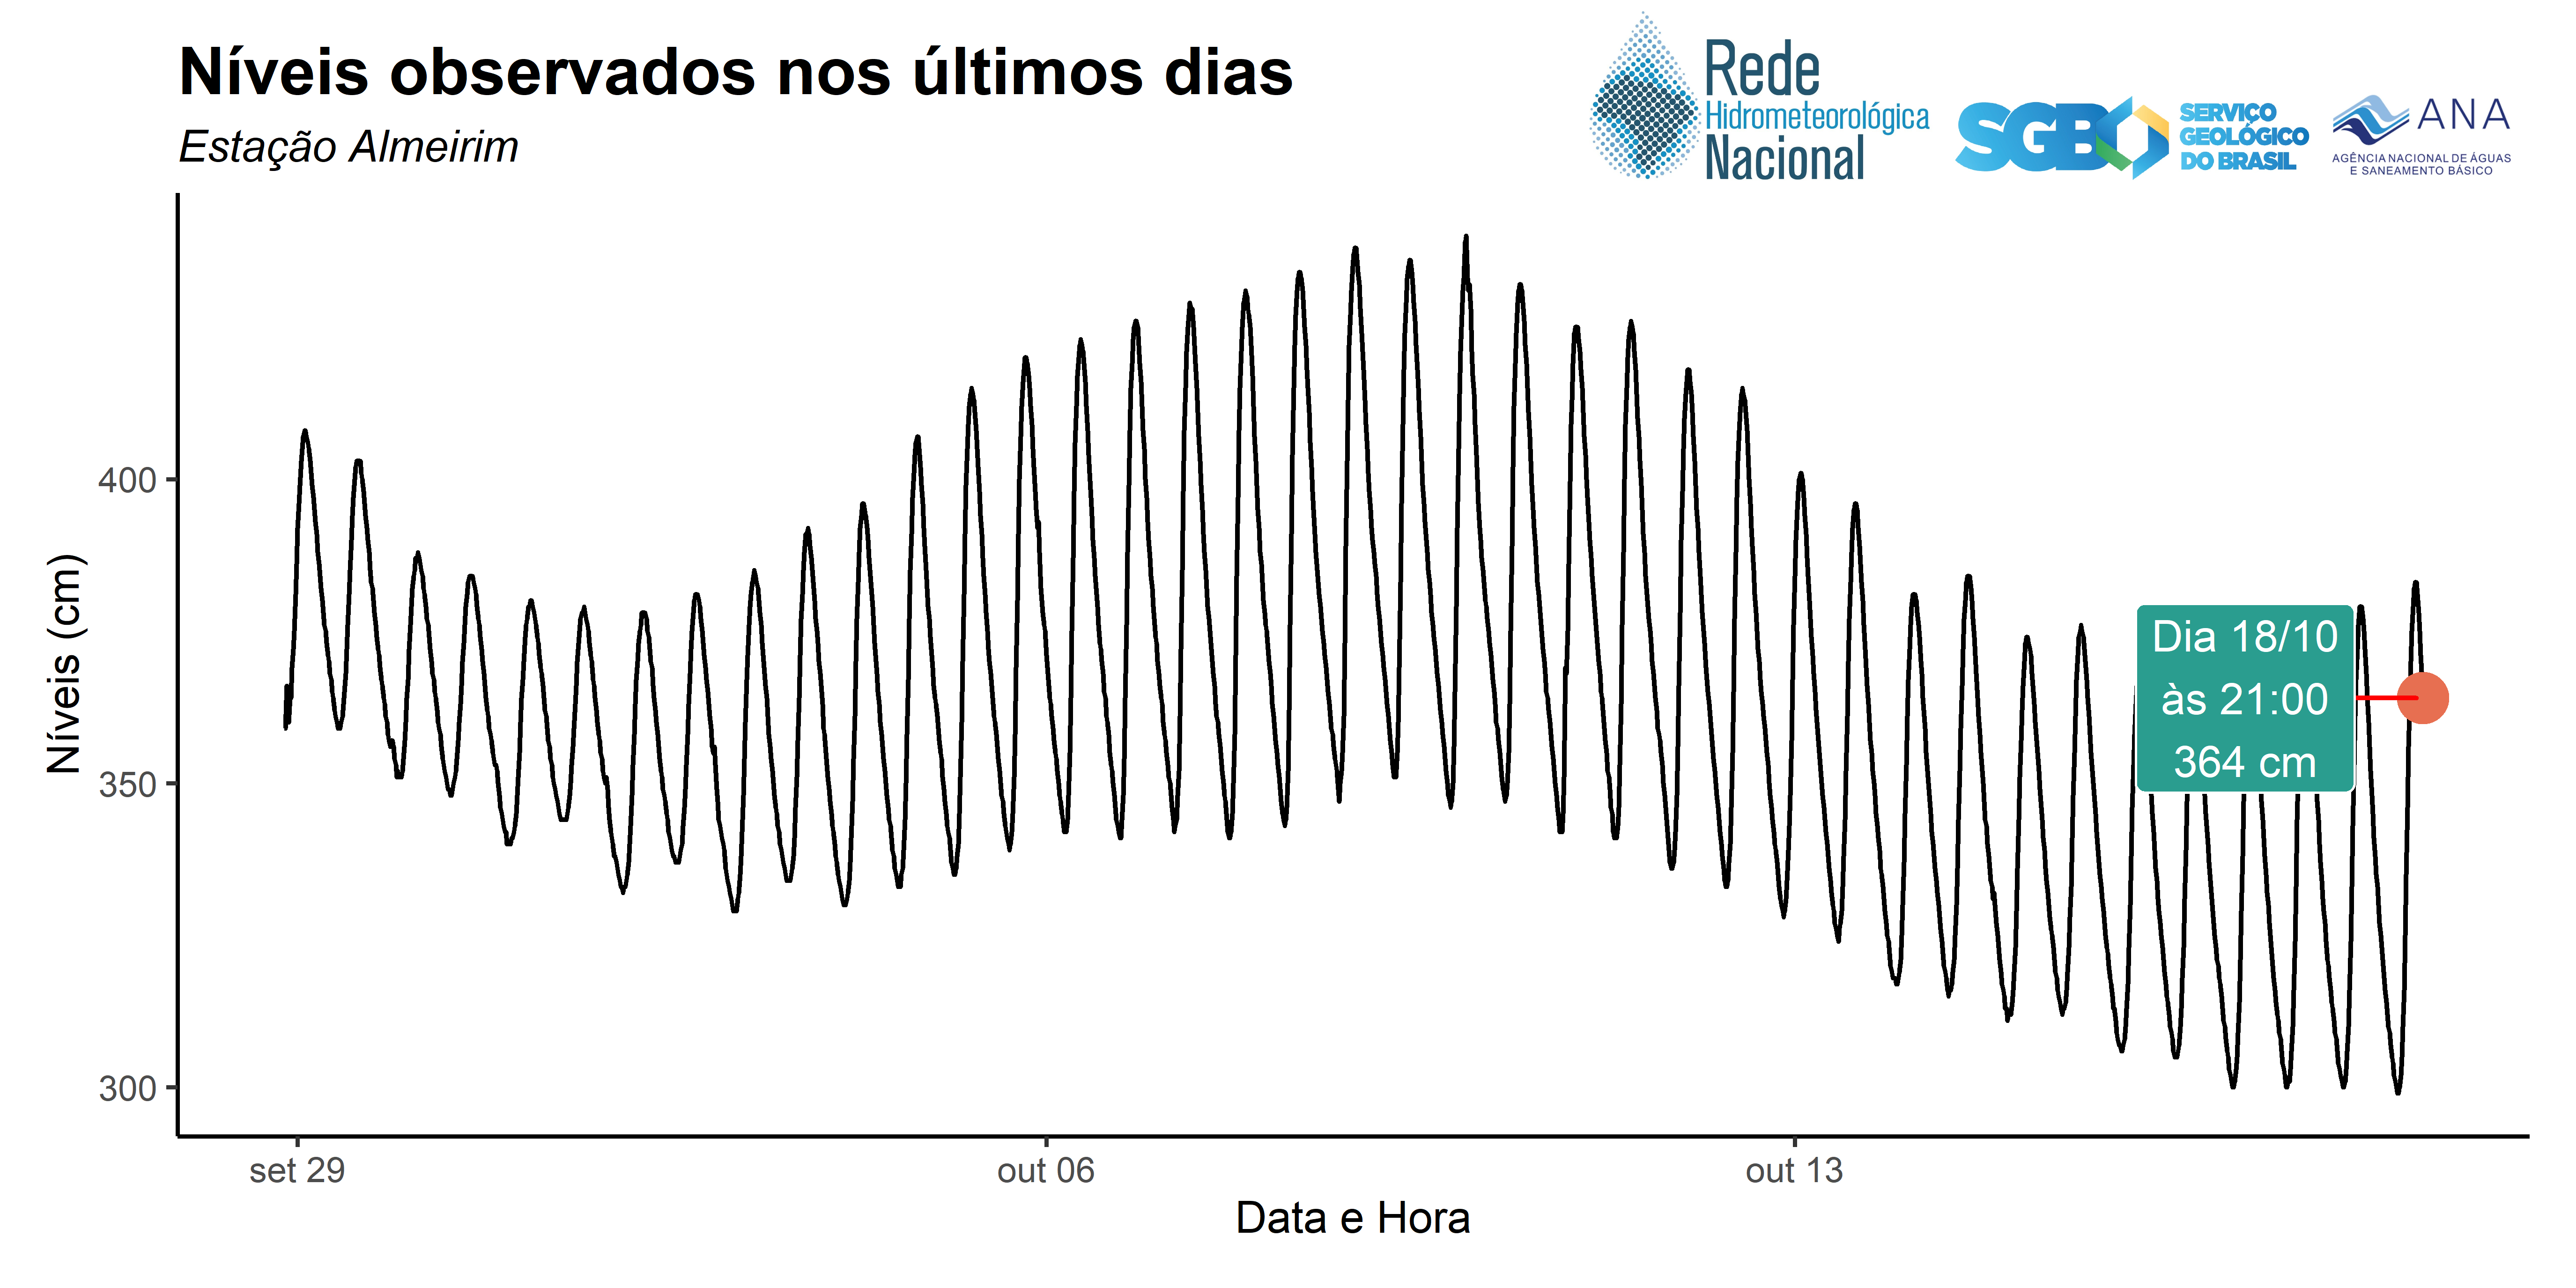 Níveis observados nos últimos dias
Estação Almeirim
Rede
Hidrometeorológica
Nacional
SGB
SERVIÇO
GEOLÓGICO
DO BRASIL
ANA
AGÊNCIA NACIONAL DE ÁGUAS
E SANEAMENTO BÁSICO
Níveis (cm)
400
350
300
Dia 18/10
às 21:00
364 cm
set 29
out 06
out 13
Data e Hora